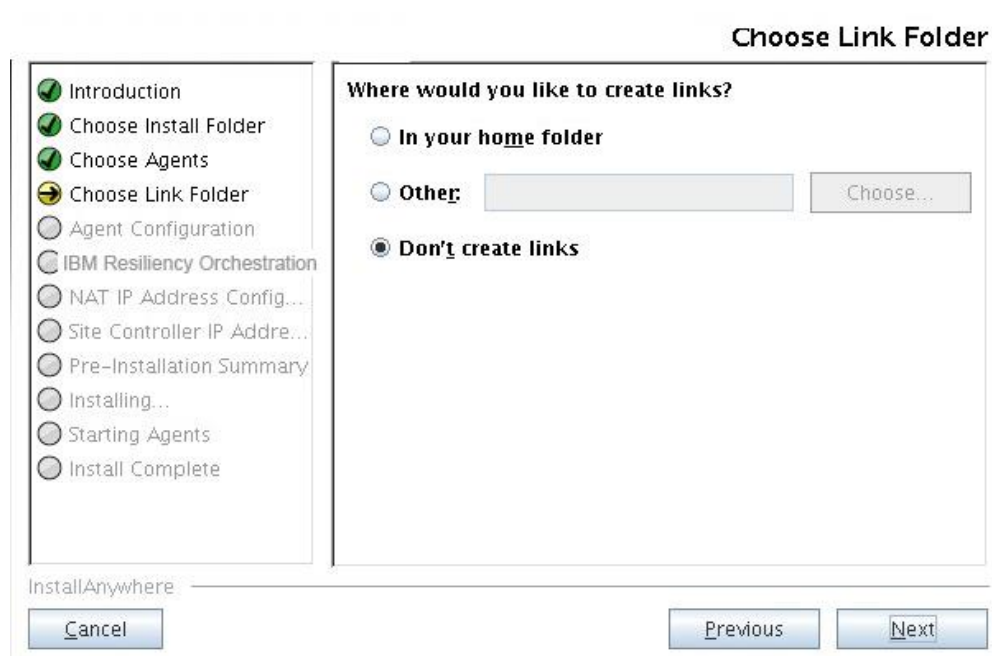 Choose Link Folder
Introduction
Choose Install Folder
Choose Agents
Choose Link Folder
Agent Configuration
IBM Resiliency Orchestration
NAT IP Address Config...
Site Controller IP Addre...
Pre-Installation Summary
Installing...
Starting Agents
Install Complete
Where would you like to create links?
In your home folder
Other: Choose...
Don't create links
InstallAnywhere
Cancel Previous Next